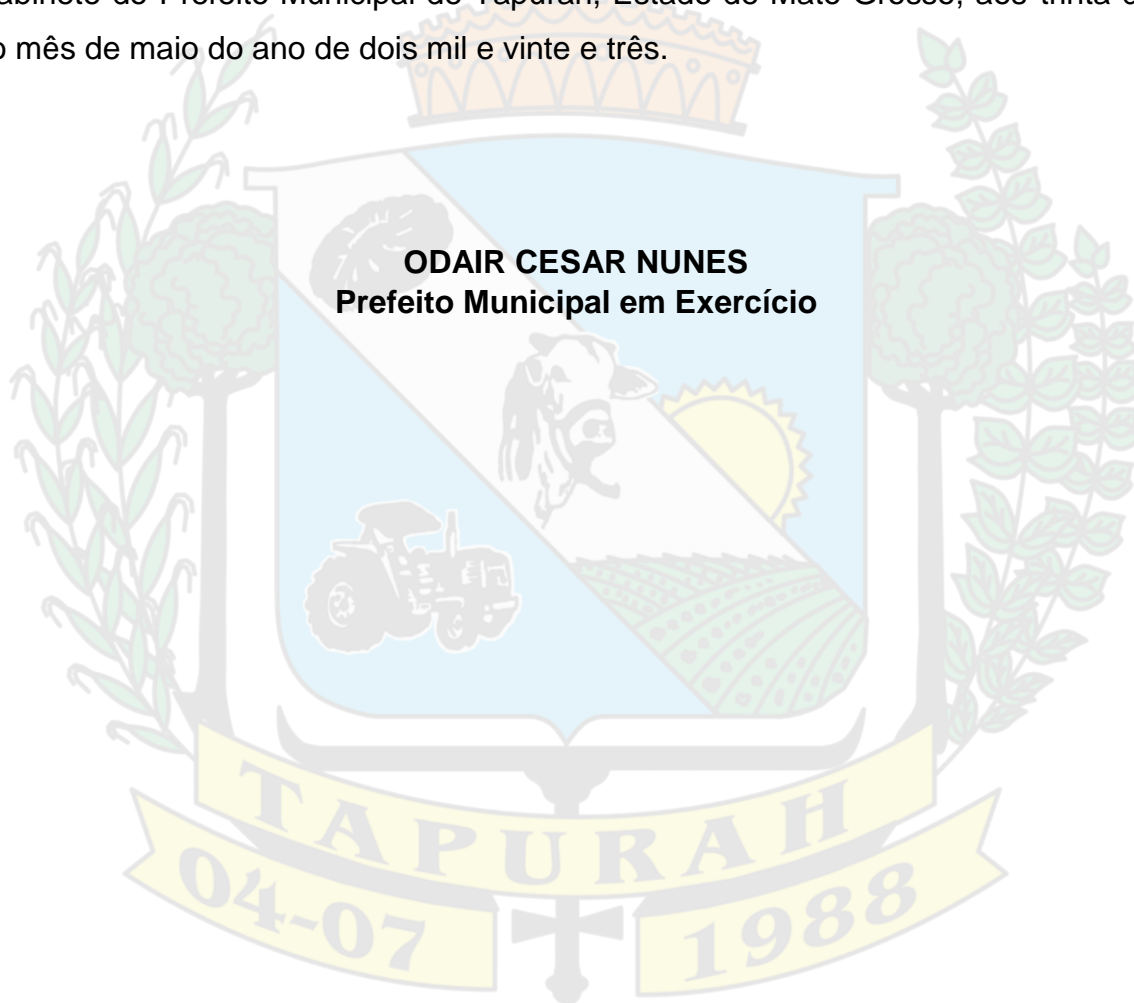 abinete do Prefeito Municipal de Tapurah, Estado de Mato Grosso, aos trinta
o mês de maio do ano de dois mil e vinte e três.
ODAIR CESAR NUNES
Prefeito Municipal em Exercício
TAPURAH
04-07 1988